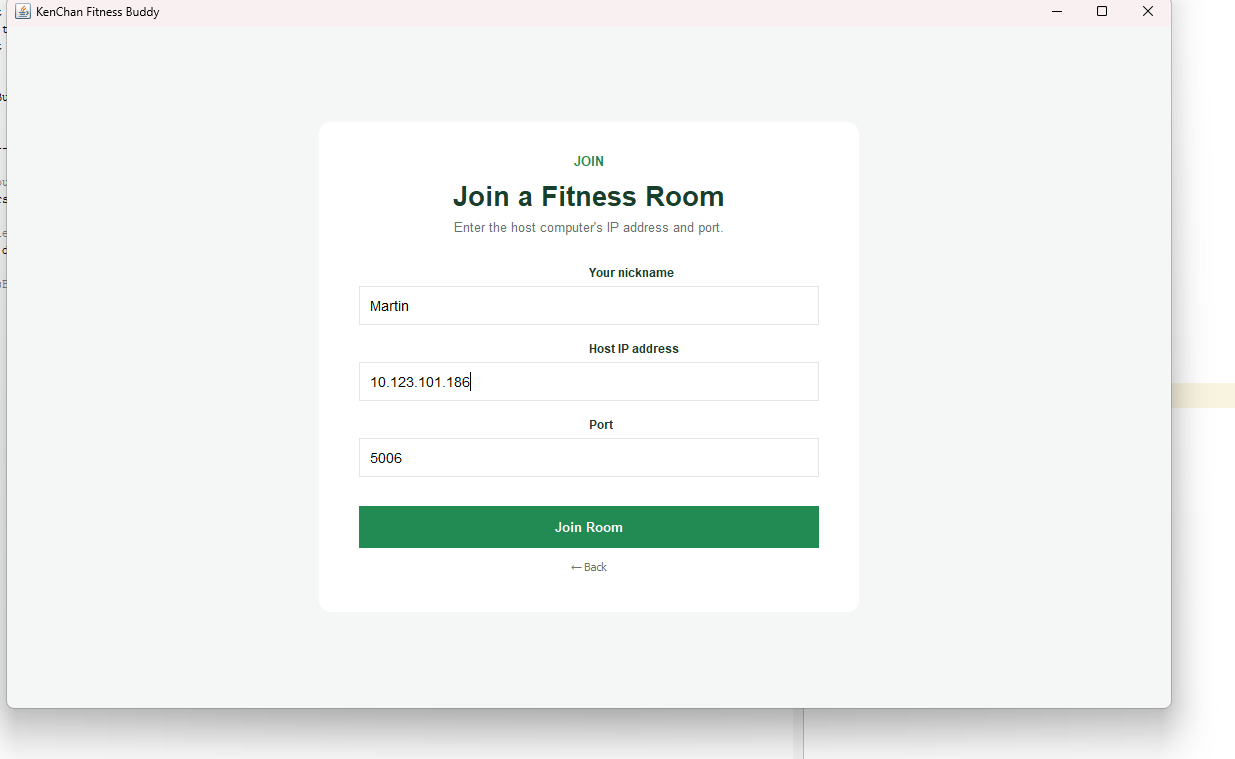 KenChan Fitness Buddy
JOIN
Join a Fitness Room
Enter the host computer's IP address and port.
Your nickname
Martin
Host IP address
10.123.101.186
Port
5006
Join Room
← Back